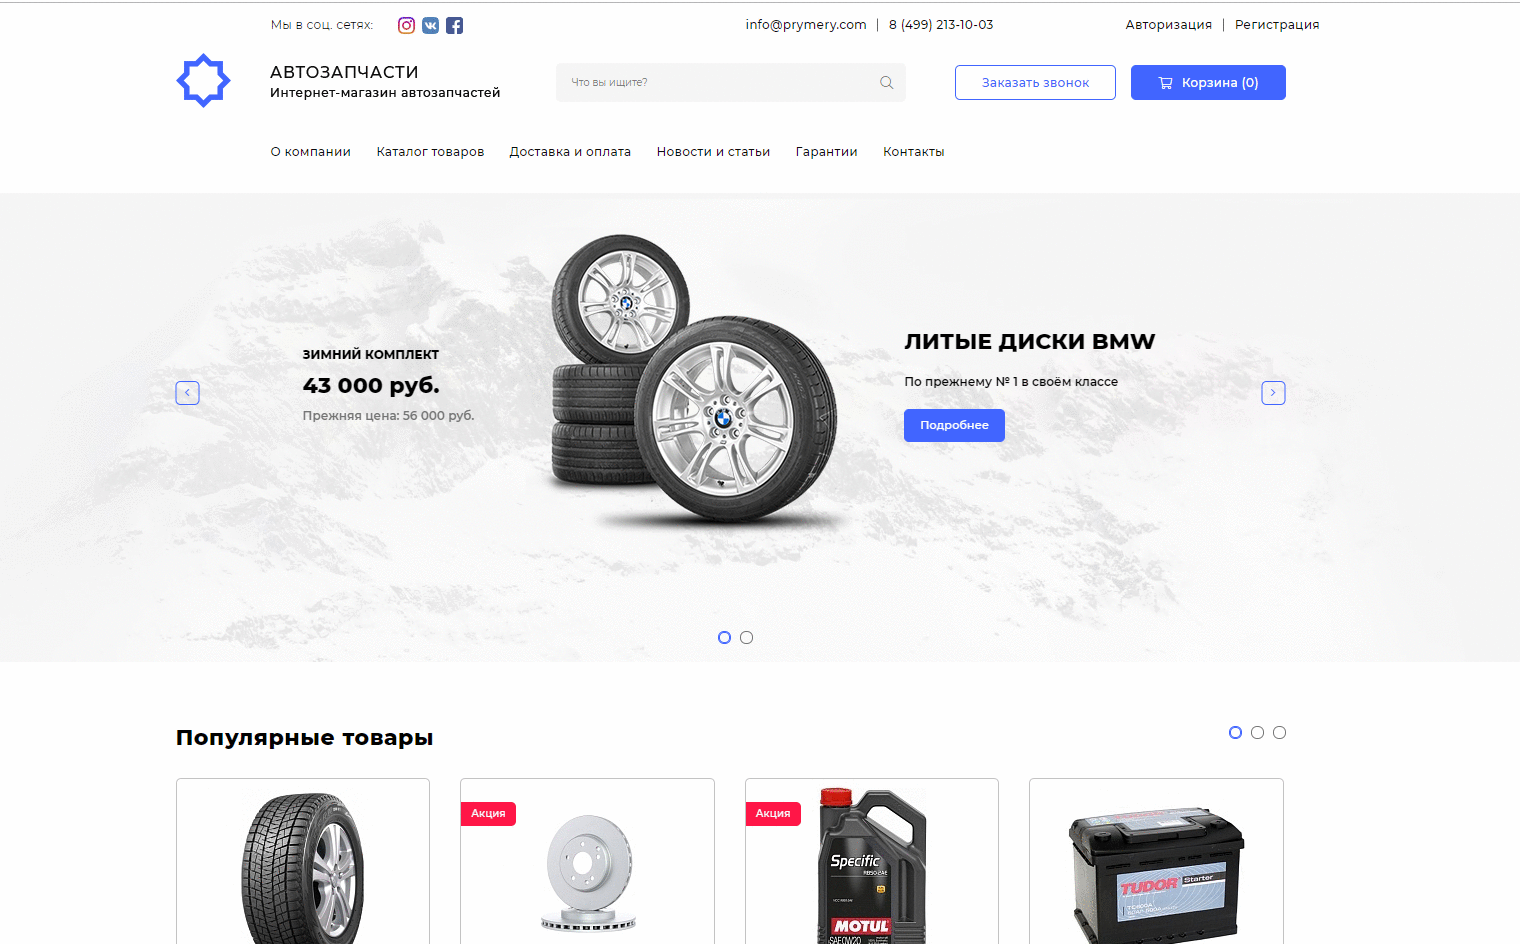 Мы в соц. сетях:
info@prymery.com | 8 (499) 213-10-03
Авторизация | Регистрация
АВТОЗАПЧАСТИ
Интернет-магазин автозапчастей
Что вы ищите?
Заказать звонок
Корзина (0)
О компании Каталог товаров Доставка и оплата Новости и статьи Гарантии Контакты
ЗИМНИЙ КОМПЛЕКТ
43 000 руб.
Прежняя цена: 56 000 руб.
ЛИТЫЕ ДИСКИ BMW
По прежнему № 1 в своём классе
Подробнее
Популярные товары
Акция
Акция
Specific
MOTUL
SAE 0W20
TUDOR Starter